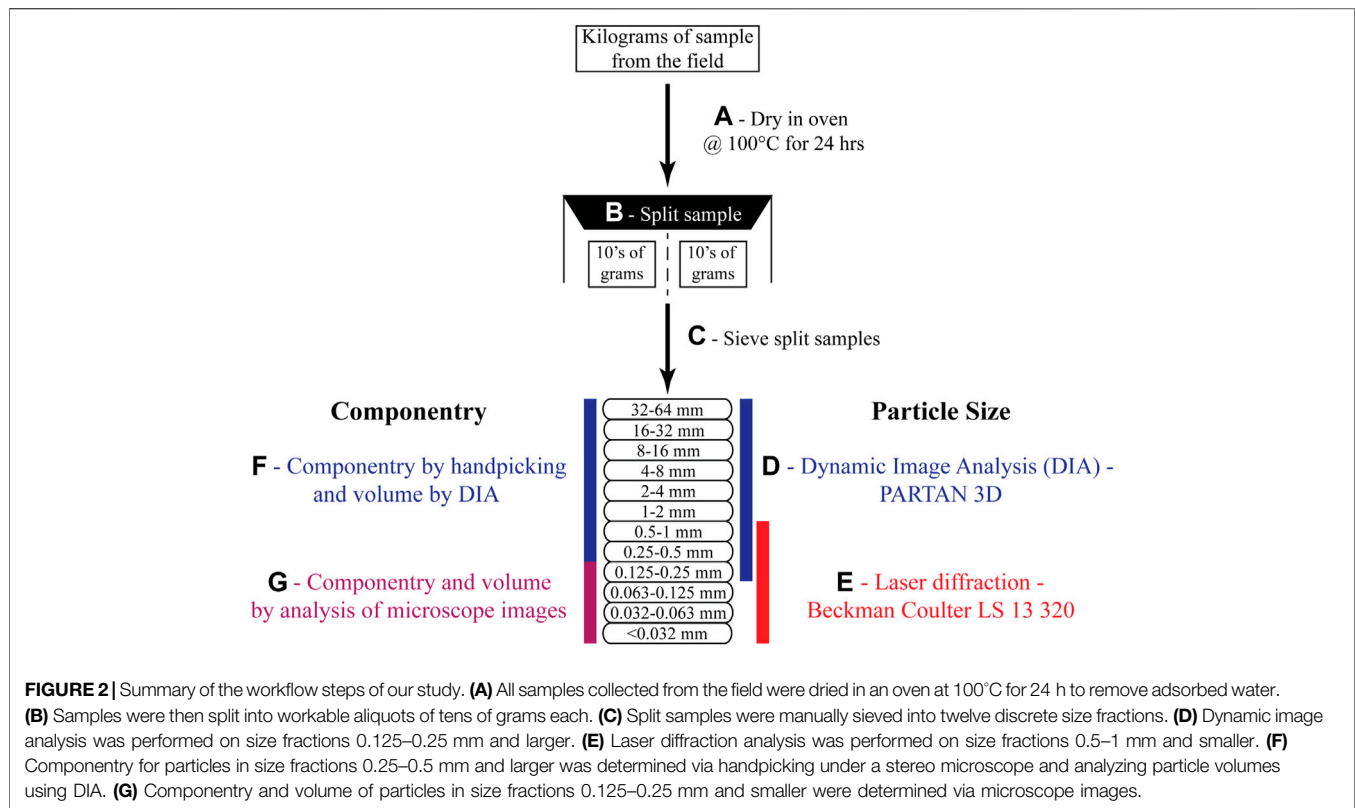 Kilograms of sample
from the field
A - Dry in oven
@ 100°C for 24 hrs
B - Split sample
10's of
grams
10's of
grams
C - Sieve split samples
Componentry
Particle Size
F - Componentry by handpicking
and volume by DIA
G - Componentry and volume
by analysis of microscope images
32-64 mm
16-32 mm
8-16 mm
4-8 mm
2-4 mm
1-2 mm
0.5-1 mm
0.25-0.5 mm
0.125-0.25 mm
0.063-0.125 mm
0.032-0.063 mm
<0.032 mm
D - Dynamic Image Analysis (DIA) -
PARTAN 3D
E - Laser diffraction -
Beckman Coulter LS 13 320
FIGURE 2 | Summary of the workflow steps of our study. (A) All samples collected from the field were dried in an oven at 100°C for 24 h to remove adsorbed water.
(B) Samples were then split into workable aliquots of tens of grams each. (C) Split samples were manually sieved into twelve discrete size fractions. (D) Dynamic image
analysis was performed on size fractions 0.125–0.25 mm and larger. (E) Laser diffraction analysis was performed on size fractions 0.5–1 mm and smaller. (F)
Componentry for particles in size fractions 0.25–0.5 mm and larger was determined via handpicking under a stereo microscope and analyzing particle volumes
using DIA. (G) Componentry and volume of particles in size fractions 0.125–0.25 mm and smaller were determined via microscope images.